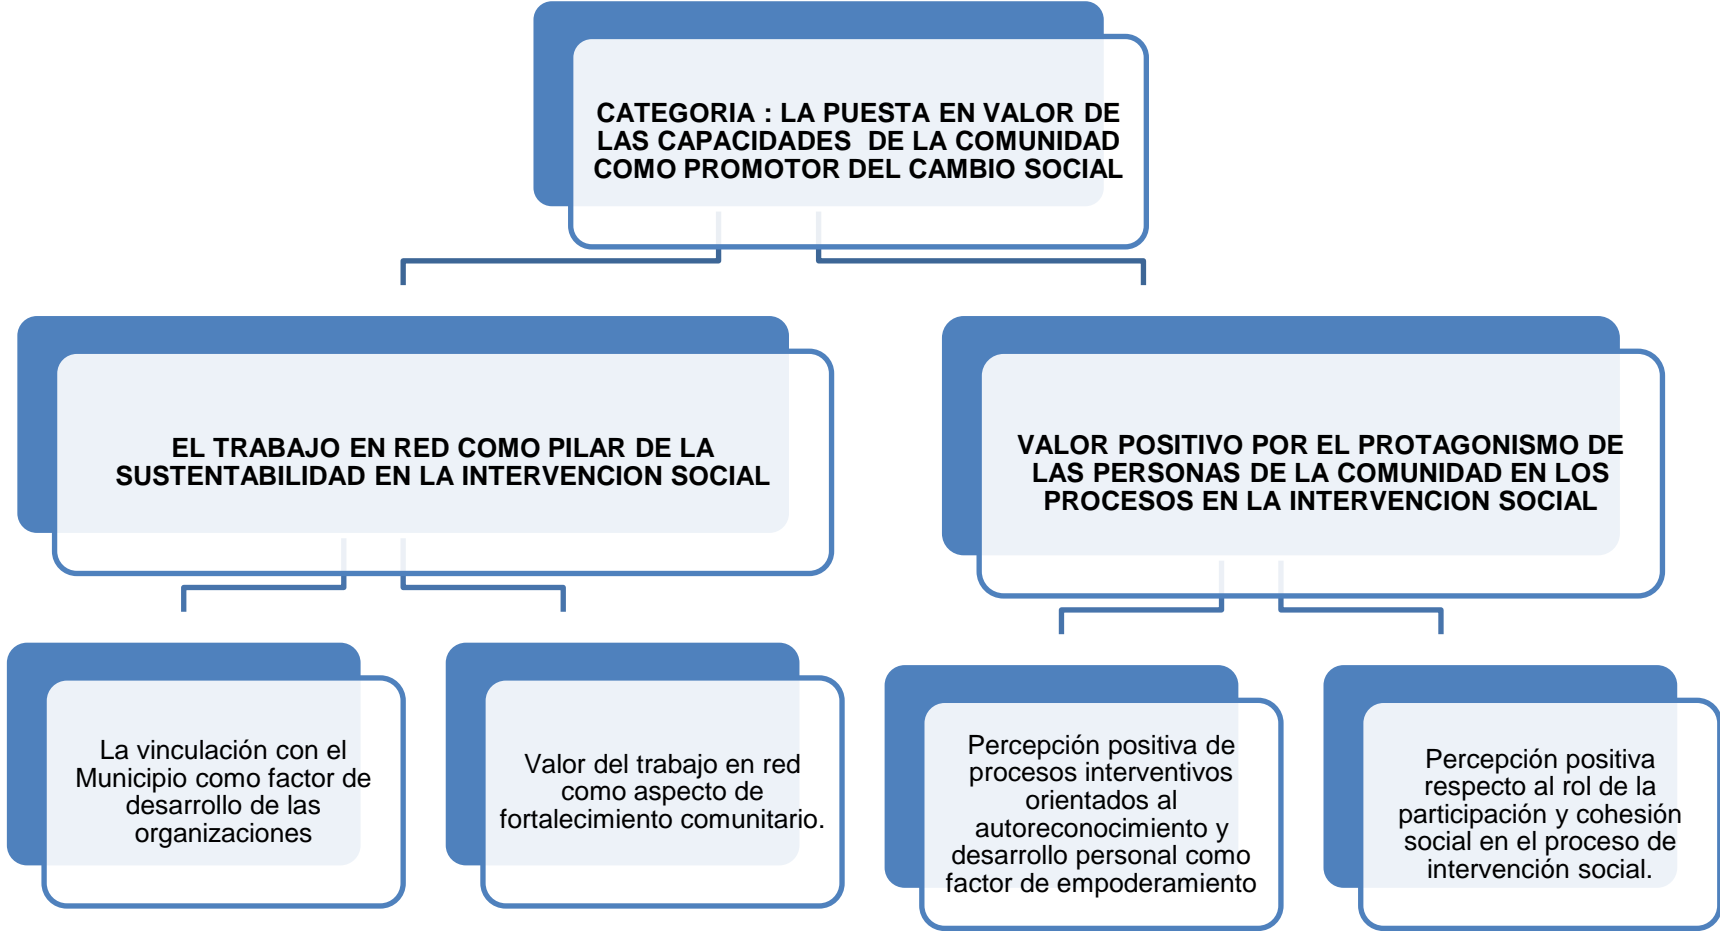 CATEGORIA : LA PUESTA EN VALOR DE
LAS CAPACIDADES  DE LA COMUNIDAD
COMO PROMOTOR DEL CAMBIO SOCIAL
EL TRABAJO EN RED COMO PILAR DE LA
SUSTENTABILIDAD EN LA INTERVENCION SOCIAL
VALOR POSITIVO POR EL PROTAGONISMO DE
LAS PERSONAS DE LA COMUNIDAD EN LOS
PROCESOS EN LA INTERVENCION SOCIAL
La vinculación con el
Municipio como factor de
desarrollo de las
organizaciones
Valor del trabajo en red
como aspecto de
fortalecimiento comunitario.
Percepción positiva de
procesos interventivos
orientados al
autoreconocimiento y
desarrollo personal como
factor de empoderamiento
Percepción positiva
respecto al rol de la
participación y cohesión
social en el proceso de
intervención social.